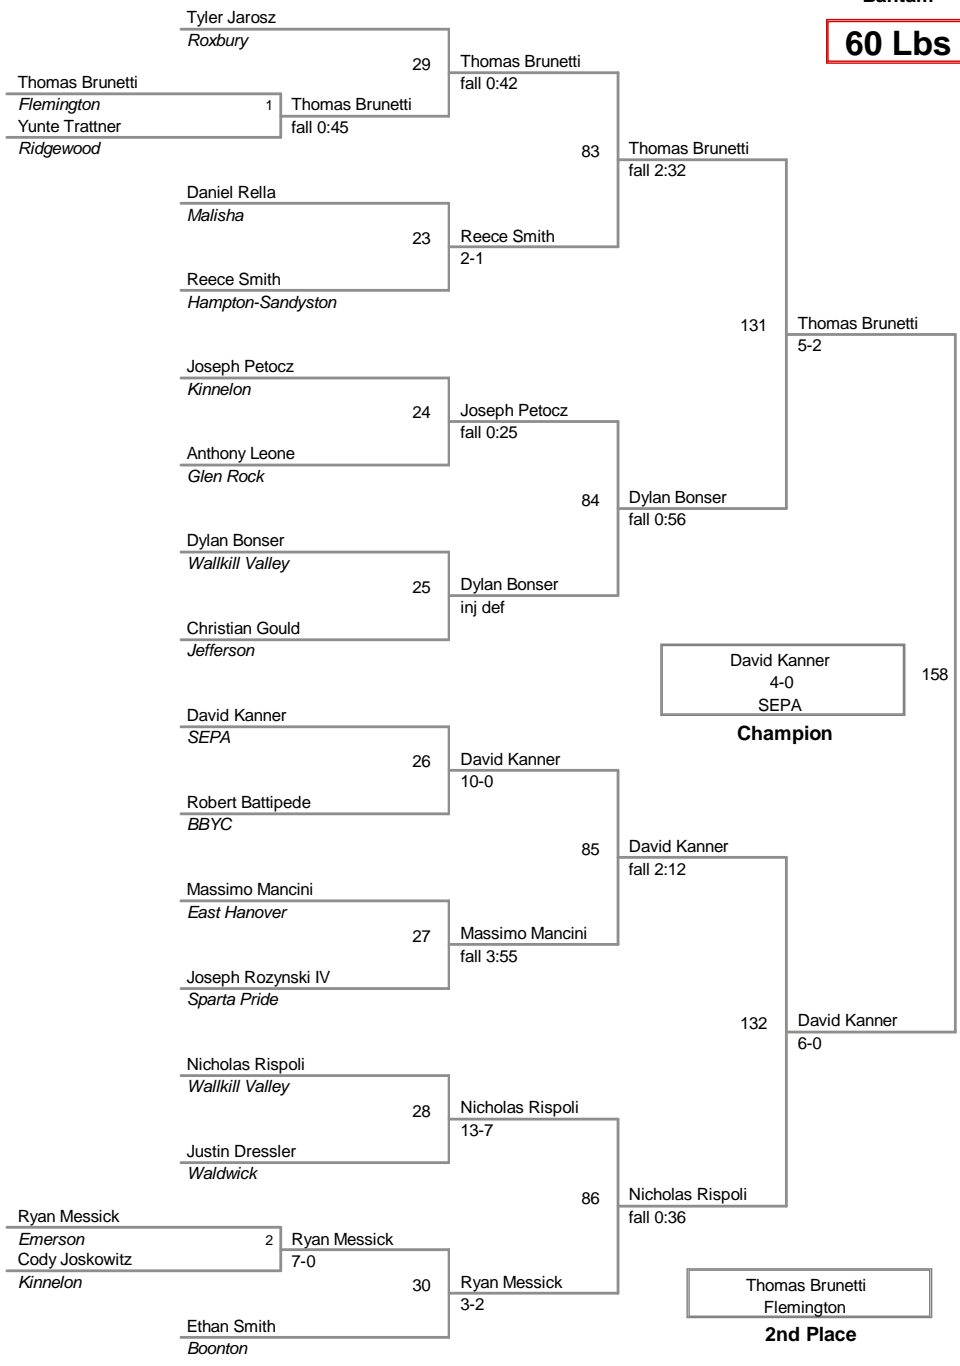 Bantam
60 Lbs
Tyler Jarosz
Roxbury
29
Thomas Brunetti
fall 0:42
Thomas Brunetti
Flemington
1
Thomas Brunetti
fall 0:45
Yunte Trattner
Ridgewood
83
Thomas Brunetti
fall 2:32
Daniel Rella
Malisha
23
Reece Smith
2-1
Reece Smith
Hampton-Sandyston
131
Thomas Brunetti
5-2
Joseph Petocz
Kinnelon
24
Joseph Petocz
fall 0:25
Anthony Leone
Glen Rock
84
Dylan Bonser
fall 0:56
Dylan Bonser
Wallkill Valley
25
Dylan Bonser
inj def
Christian Gould
Jefferson
David Kanner
4-0
SEPA
Champion
158
David Kanner
SEPA
26
David Kanner
10-0
Robert Battipede
BBYC
85
David Kanner
fall 2:12
Massimo Mancini
East Hanover
27
Massimo Mancini
fall 3:55
Joseph Rozynski IV
Sparta Pride
132
David Kanner
6-0
Nicholas Rispoli
Wallkill Valley
28
Nicholas Rispoli
13-7
Justin Dressler
Waldwick
86
Nicholas Rispoli
fall 0:36
Ryan Messick
Emerson
2
Ryan Messick
7-0
Cody Joskowitz
Kinnelon
30
Ryan Messick
3-2
Ethan Smith
Boonton
Thomas Brunetti
Flemington
2nd Place